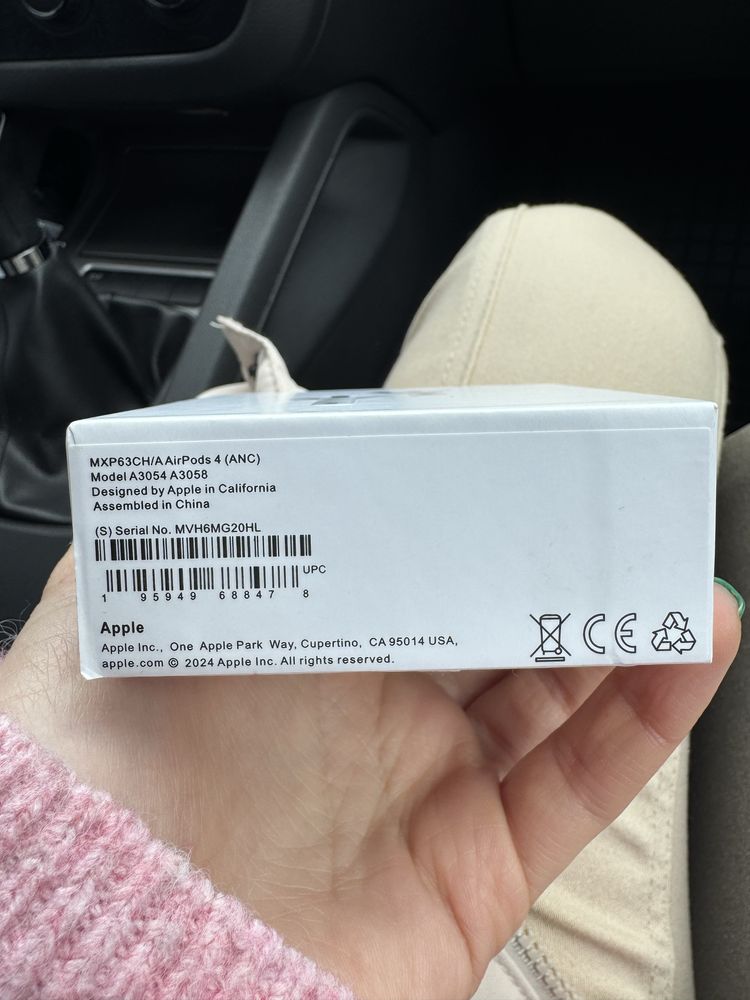 MXP63CH/A AirPods 4 (ANC)
Model A3054 A3058
Designed by Apple in California
Assembled in China
(S) Serial No. MVH6MG20HL
UPC
1 95949 68847 8
Apple
Apple Inc., One Apple Park Way, Cupertino, CA 95014 USA,
apple.com © 2024 Apple Inc. All rights reserved.
CE